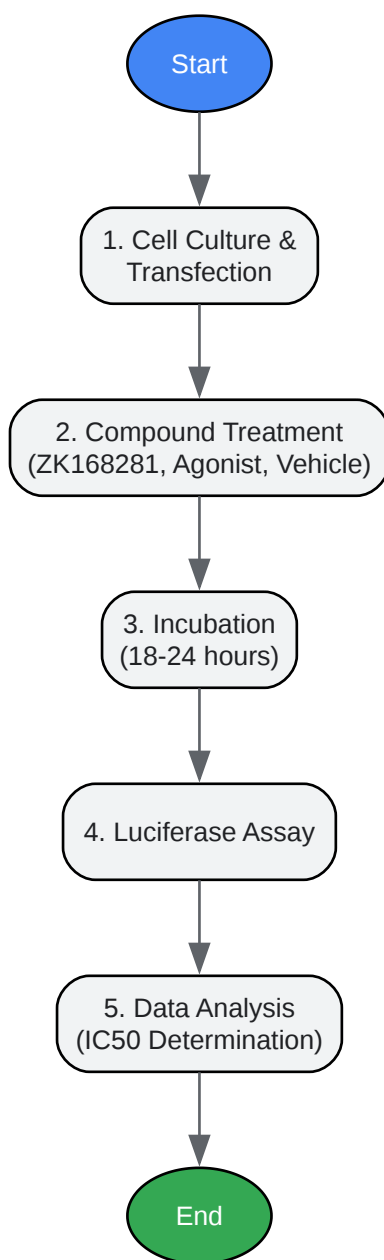 Start
1. Cell Culture &
Transfection
2. Compound Treatment
(ZK168281, Agonist, Vehicle)
3. Incubation
(18-24 hours)
4. Luciferase Assay
5. Data Analysis
(IC50 Determination)
End